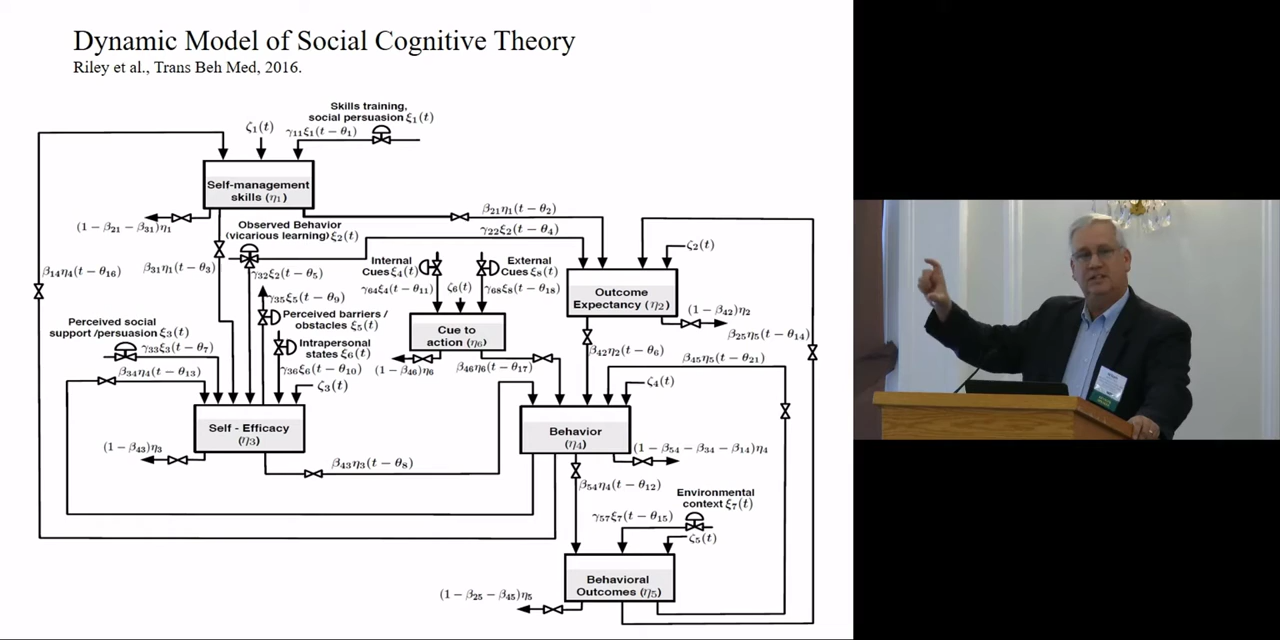 Dynamic Model of Social Cognitive Theory
Riley et al., Trans Beh Med, 2016.
Skills training,
social persuasion ξ₁(t)
ζ₁(t)
γ₁₁ξ₁(t − θ₁)
Self-management
skills (η₁)
(1 − β₂₁ − β₃₁)η₁
β₂₁η₁(t − θ₂)
Observed Behavior
(vicarious learning) ξ₂(t)
γ₂₂ξ₂(t − θ₄)
ζ₂(t)
β₁₄η₄(t − θ₁₆)
β₃₁η₁(t − θ₃)
γ₃₂ξ₂(t − θ₅)
Internal
Cues ξ₄(t)
External
Cues ξ₈(t)
γ₆₄ξ₄(t − θ₁₁)
ζ₆(t)
γ₆₈ξ₈(t − θ₁₈)
Outcome
Expectancy (η₂)
γ₃₅ξ₅(t − θ₉)
Perceived barriers /
obstacles ξ₅(t)
Cue to
action (η₆)
(1 − β₄₂)η₂
β₂₅η₅(t − θ₁₄)
Perceived social
support /persuasion ξ₃(t)
γ₃₃ξ₃(t − θ₇)
Intrapersonal
states ξ₆(t)
γ₃₆ξ₆(t − θ₁₀)
(1 − β₄₆)η₆
β₄₆η₆(t − θ₁₇)
β₄₂η₂(t − θ₆)
β₄₅η₅(t − θ₂₁)
β₃₄η₄(t − θ₁₃)
ζ₃(t)
ζ₄(t)
Self - Efficacy
(η₃)
Behavior
(η₄)
(1 − β₄₃)η₃
β₄₃η₃(t − θ₈)
(1 − β₅₄ − β₃₄ − β₁₄)η₄
β₅₄η₄(t − θ₁₂)
Environmental
context ξ₇(t)
γ₅₇ξ₇(t − θ₁₅)
ζ₅(t)
Behavioral
Outcomes (η₅)
(1 − β₂₅ − β₄₅)η₅